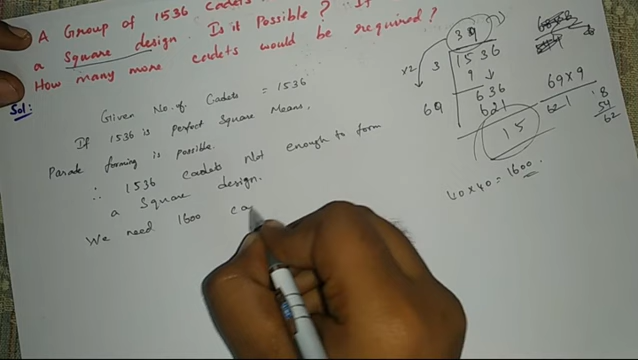 A Group of 1536 Cadets
a Square design. Is it Possible? If
How many more cadets would be required?
Sol:
Given No. of Cadets = 1536
If 1536 is perfect Square Means,
Parade forming is possible.
∴ 1536 cadets Not enough to form
a Square design.
We need 1600 ca
39
×2 3 1536
9 ↓
636
69 621
15
69×9
621
8
54
62
40×40 = 1600.